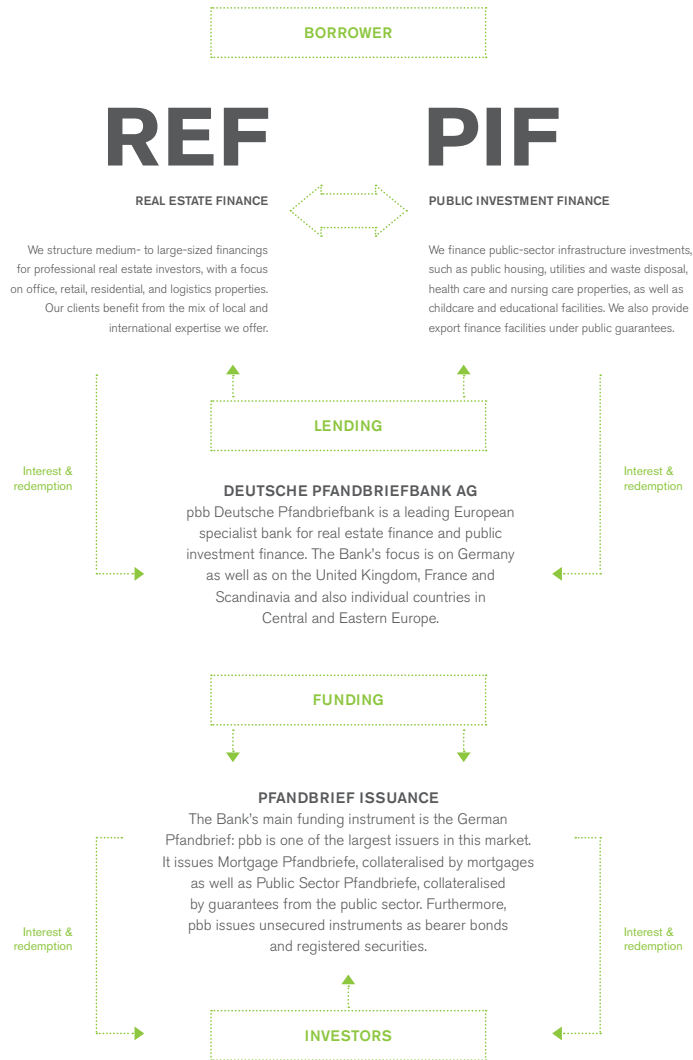 BORROWER
REF
REAL ESTATE FINANCE
We structure medium- to large-sized financings
for professional real estate investors, with a focus
on office, retail, residential, and logistics properties.
Our clients benefit from the mix of local and
international expertise we offer.
PIF
PUBLIC INVESTMENT FINANCE
We finance public-sector infrastructure investments,
such as public housing, utilities and waste disposal,
health care and nursing care properties, as well as
childcare and educational facilities. We also provide
export finance facilities under public guarantees.
LENDING
Interest &
redemption
Interest &
redemption
DEUTSCHE PFANDBRIEFBANK AG
pbb Deutsche Pfandbriefbank is a leading European
specialist bank for real estate finance and public
investment finance. The Bank's focus is on Germany
as well as on the United Kingdom, France and
Scandinavia and also individual countries in
Central and Eastern Europe.
FUNDING
PFANDBRIEF ISSUANCE
The Bank's main funding instrument is the German
Pfandbrief: pbb is one of the largest issuers in this market.
It issues Mortgage Pfandbriefe, collateralised by mortgages
as well as Public Sector Pfandbriefe, collateralised
by guarantees from the public sector. Furthermore,
pbb issues unsecured instruments as bearer bonds
and registered securities.
Interest &
redemption
Interest &
redemption
INVESTORS